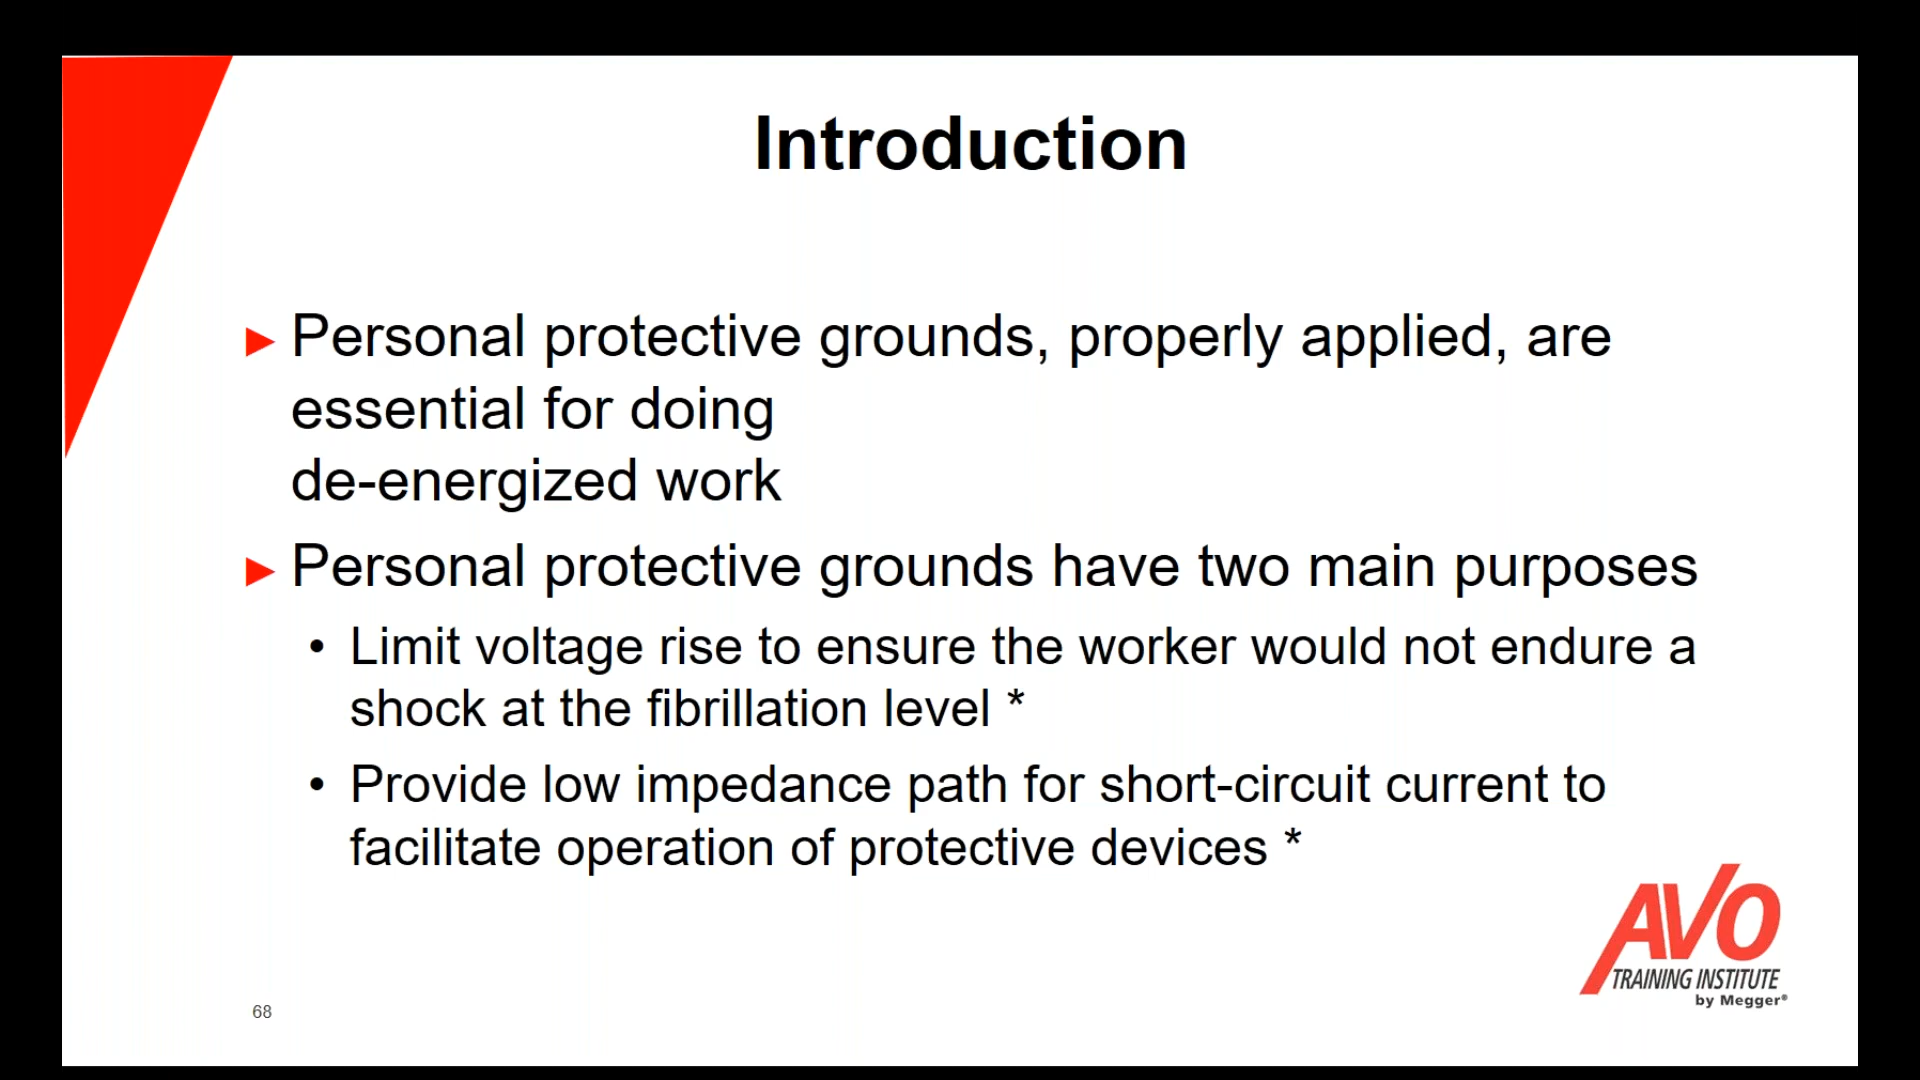 Introduction
► Personal protective grounds, properly applied, are
essential for doing
de-energized work
► Personal protective grounds have two main purposes
• Limit voltage rise to ensure the worker would not endure a
shock at the fibrillation level *
• Provide low impedance path for short-circuit current to
facilitate operation of protective devices *
AVO
TRAINING INSTITUTE
by Megger®
68